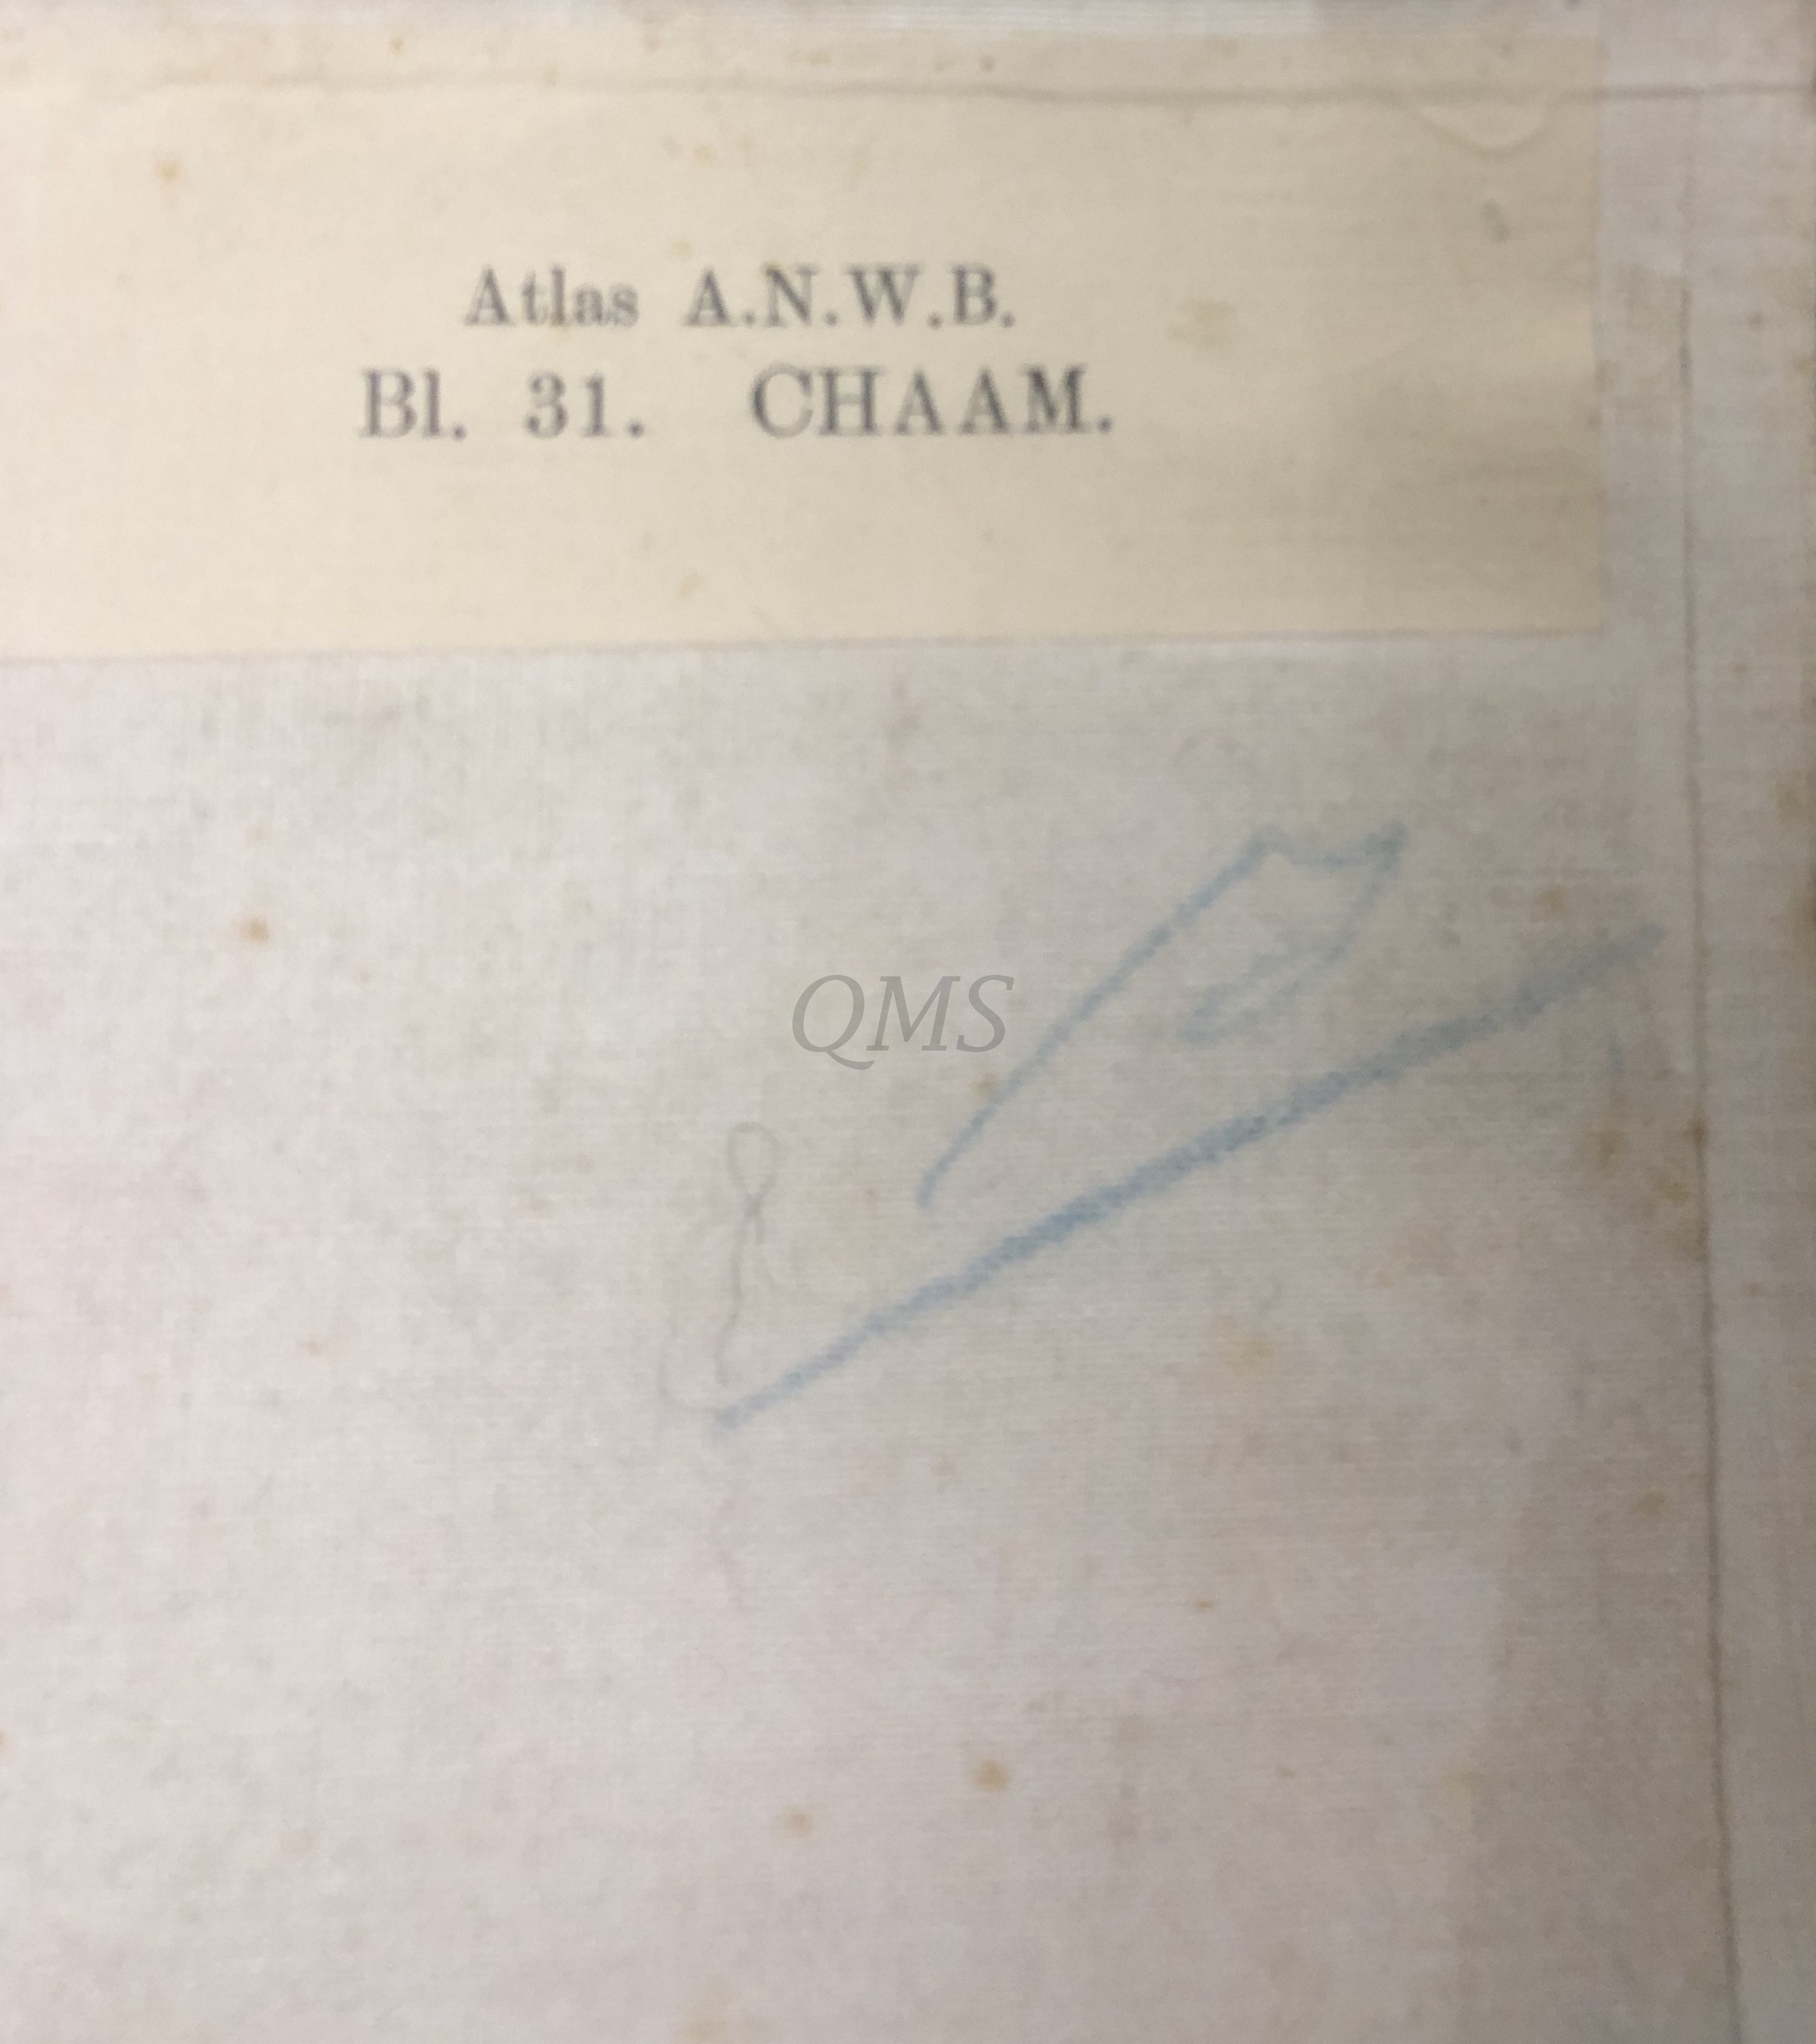 Atlas A.N.W.B.
Bl. 31. CHAAM.
QMS